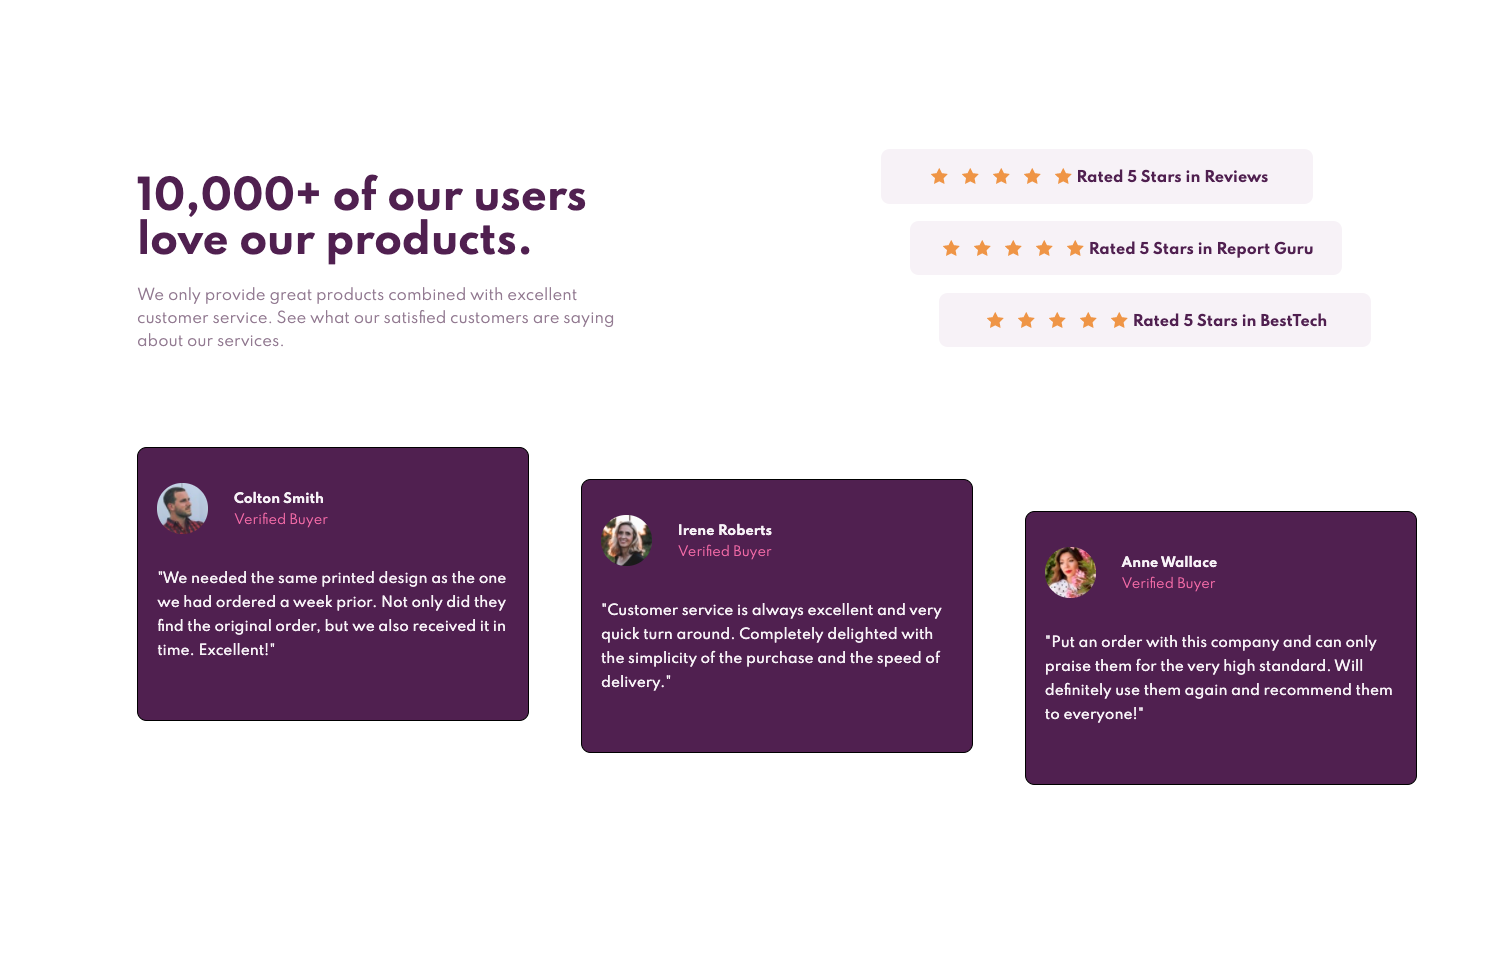 10,000+ of our users
love our products.
We only provide great products combined with excellent
customer service. See what our satisfied customers are saying
about our services.
Rated 5 Stars in Reviews
Rated 5 Stars in Report Guru
Rated 5 Stars in BestTech
Colton Smith
Verified Buyer
"We needed the same printed design as the one
we had ordered a week prior. Not only did they
find the original order, but we also received it in
time. Excellent!"
Irene Roberts
Verified Buyer
"Customer service is always excellent and very
quick turn around. Completely delighted with
the simplicity of the purchase and the speed of
delivery."
Anne Wallace
Verified Buyer
"Put an order with this company and can only
praise them for the very high standard. Will
definitely use them again and recommend them
to everyone!"